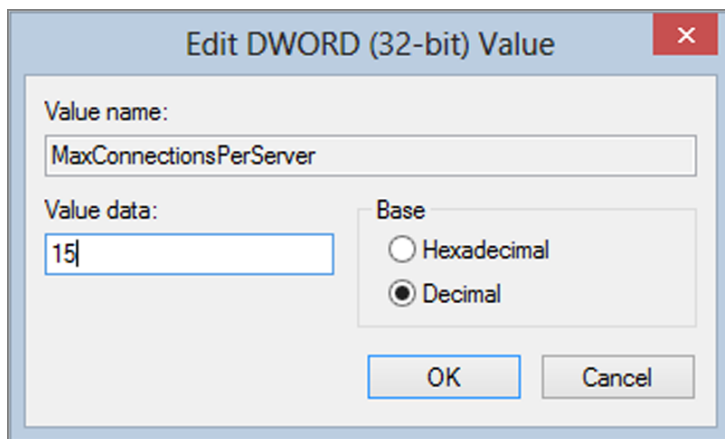 Edit DWORD (32-bit) Value
Value name:
MaxConnectionsPerServer
Value data:
15
Base
Hexadecimal
Decimal
OK
Cancel